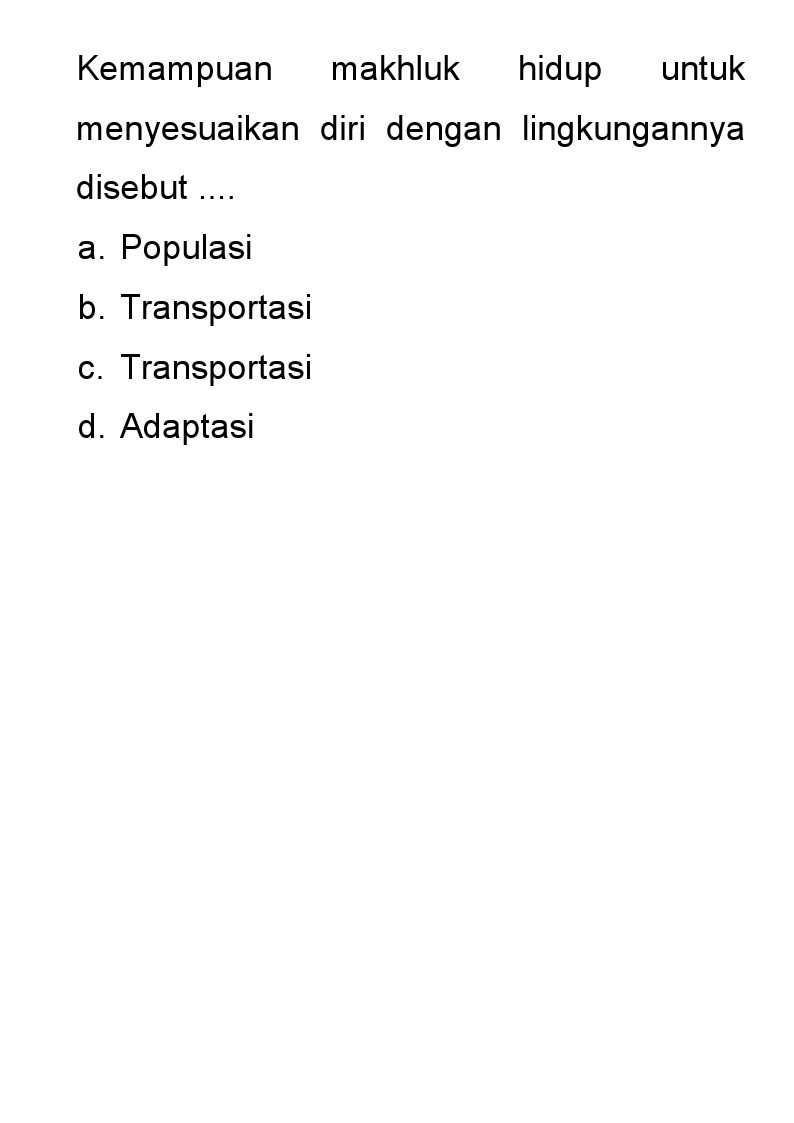 Kemampuan makhluk hidup untuk
menyesuaikan diri dengan lingkungannya
disebut ....
a. Populasi
b. Transportasi
c. Transportasi
d. Adaptasi